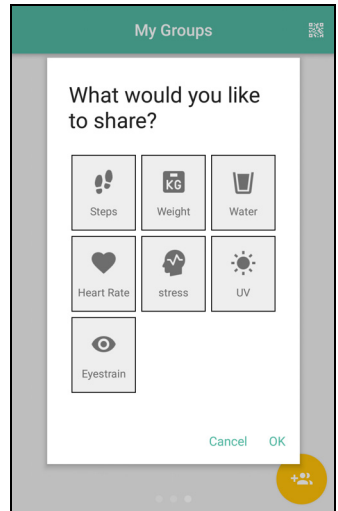 My Groups
What would you like
to share?
KG
Steps Weight Water
Heart Rate stress UV
Eyestrain
Cancel OK